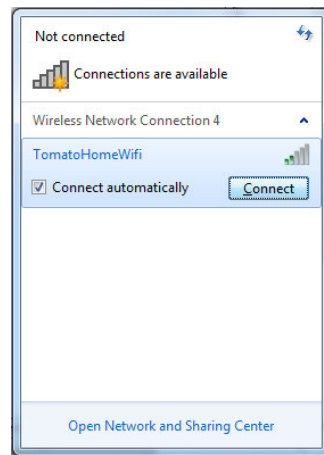 Not connected
Connections are available
Wireless Network Connection 4
TomatoHomeWifi
Connect automatically
Connect
Open Network and Sharing Center